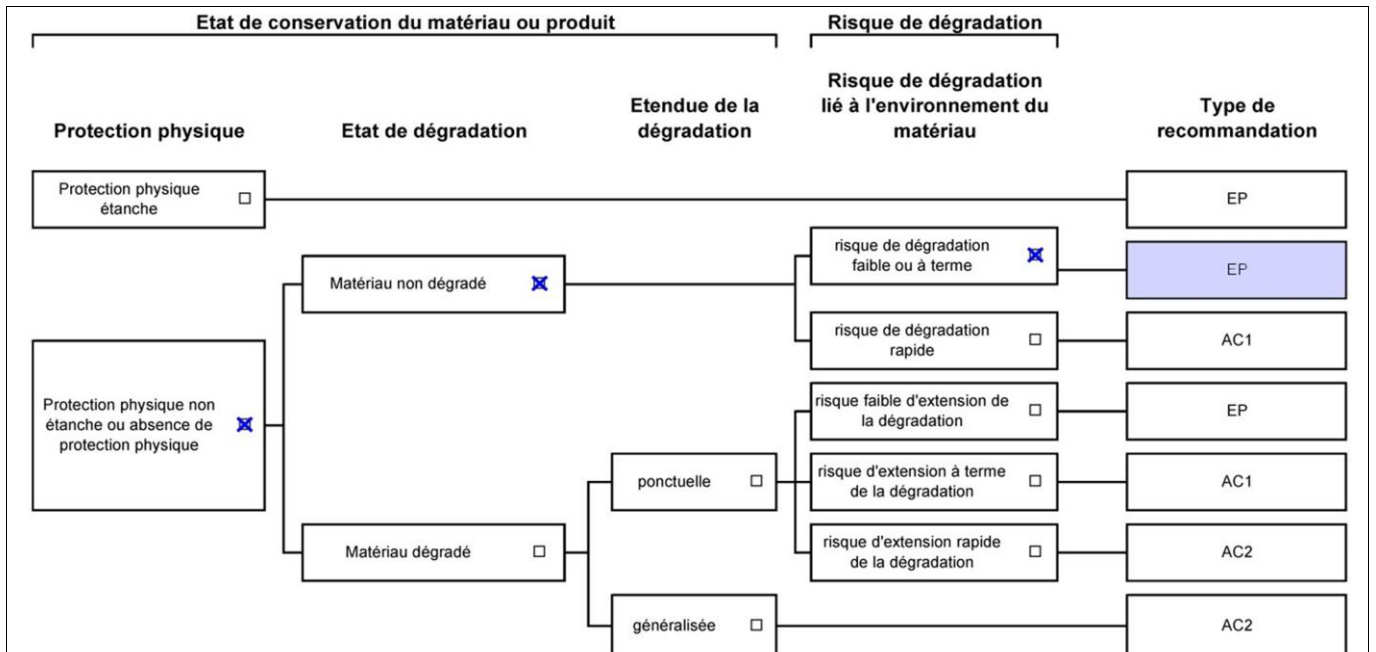 Etat de conservation du matériau ou produit
Risque de dégradation
Protection physique
Etat de dégradation
Etendue de la
dégradation
Risque de dégradation
lié à l'environnement du
matériau
Type de
recommandation
Protection physique
étanche
EP
risque de dégradation
faible ou à terme
EP
Matériau non dégradé
risque de dégradation
rapide
AC1
Protection physique non
étanche ou absence de
protection physique
risque faible d'extension de
la dégradation
EP
ponctuelle
risque d'extension à terme
de la dégradation
AC1
Matériau dégradé
risque d'extension rapide
de la dégradation
AC2
généralisée
AC2